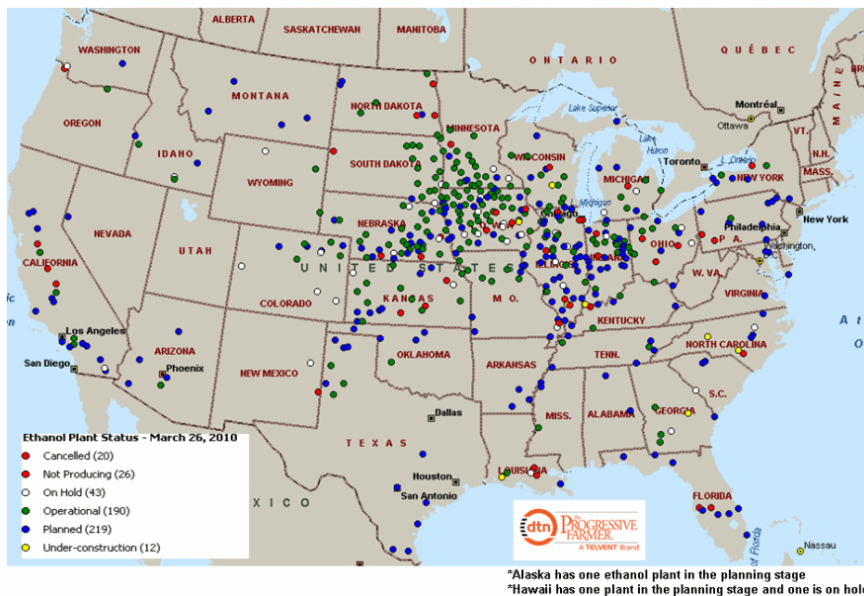 ALBERTA
SASKATCHEWAN
MANITOBA
WASHINGTON
ONTARIO
QUÉBEC
MAINE
MONTANA
NORTH DAKOTA
MINNESOTA
Lake Superior
Montréal
Ottawa
OREGON
IDAHO
SOUTH DAKOTA
WISCONSIN
Lake
Huron
Toronto
L. Ontario
VT.
N.H.
MASS.
WYOMING
MICHIGAN
L. Michigan
NEW YORK
New York
NEBRASKA
Chicago
NEVADA
UTAH
UNITED STATES
OHIO
P A.
Philadelphia
Washington,
CALIFORNIA
COLORADO
KANSAS
M O.
W. VA.
VIRGINIA
KENTUCKY
Los Angeles
San Diego
ARIZONA
Phoenix
NEW MEXICO
OKLAHOMA
ARKANSAS
TENN.
NORTH CAROLINA
S.C.
Dallas
MISS.
ALABAMA
GEORGIA
TEXAS
LOUISIANA
Houston
San Antonio
FLORIDA
Nassau
Ethanol Plant Status - March 26, 2010
Cancelled (20)
Not Producing (26)
On Hold (43)
Operational (190)
Planned (219)
Under-construction (12)
dtn The PROGRESSIVE
FARMER
A TELVENT Brand
*Alaska has one ethanol plant in the planning stage
*Hawaii has one plant in the planning stage and one is on hold